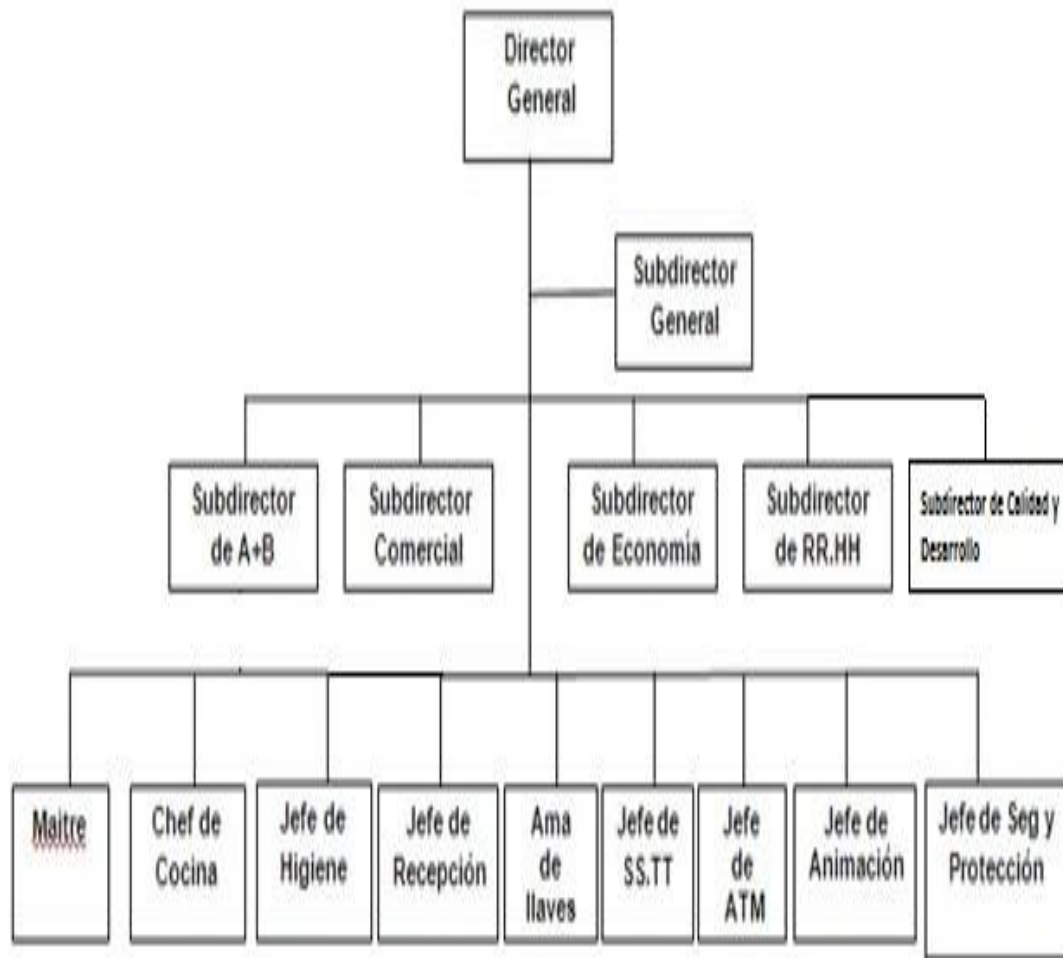 Director
General
Subdirector
General
Subdirector
de A+B
Subdirector
Comercial
Subdirector
de Economía
Subdirector
de RR.HH
Subdirector de Calidad y
Desarrollo
Maitre
Chef de
Cocina
Jefe de
Higiene
Jefe de
Recepción
Ama
de
llaves
Jefe de
SS.TT
Jefe
de
ATM
Jefe de
Animación
Jefe de Seg y
Protección